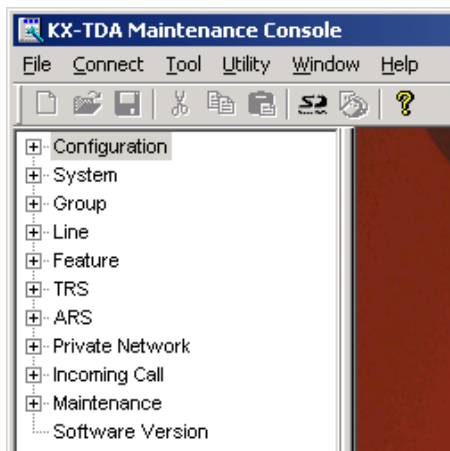 KX-TDA Maintenance Console
File Connect Tool Utility Window Help
Configuration
System
Group
Line
Feature
TRS
ARS
Private Network
Incoming Call
Maintenance
Software Version